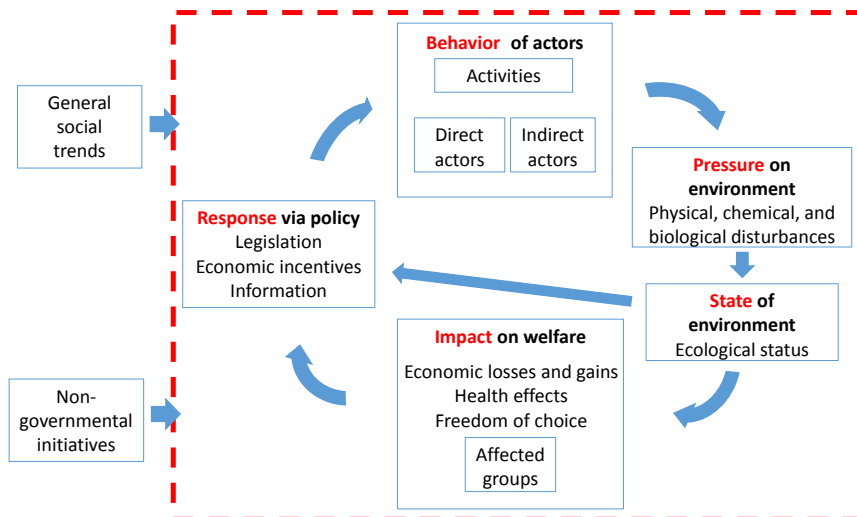 Behavior of actors
Activities
Direct
actors
Indirect
actors
General
social
trends
Pressure on
environment
Physical, chemical, and
biological disturbances
Response via policy
Legislation
Economic incentives
Information
State of
environment
Ecological status
Impact on welfare
Economic losses and gains
Health effects
Freedom of choice
Affected
groups
Non-
governmental
initiatives